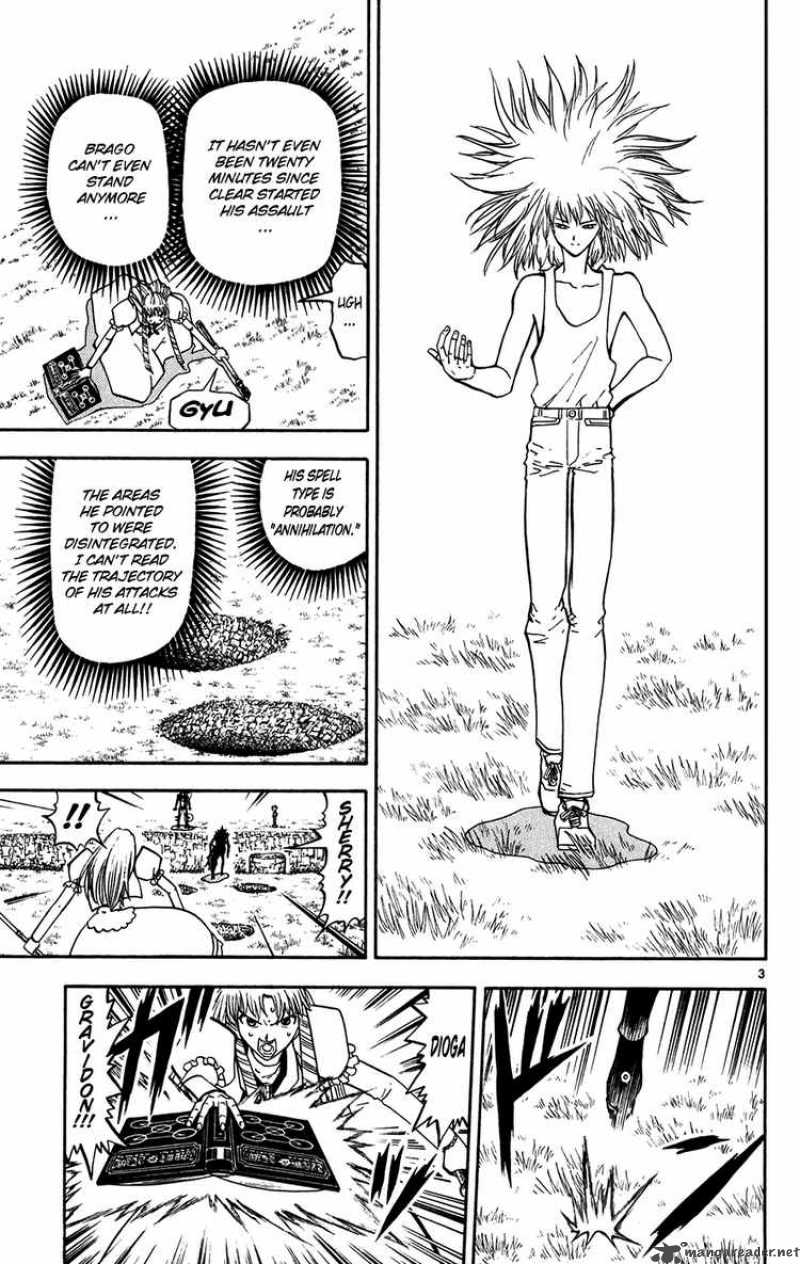 IT HASN'T EVEN
BEEN TWENTY
MINUTES SINCE
CLEAR STARTED
HIS ASSAULT
...
BRAGO
CAN'T EVEN
STAND
ANYMORE
...
UGH
...
GYU
HIS SPELL
TYPE IS
PROBABLY
"ANNIHILATION."
THE AREAS
HE POINTED
TO WERE
DISINTEGRATED.
I CAN'T READ
THE TRAJECTORY
OF HIS ATTACKS
AT ALL!!
SHERRY!!
!!
3
DIOGA
GRAVIDON!!!
mangareader.net